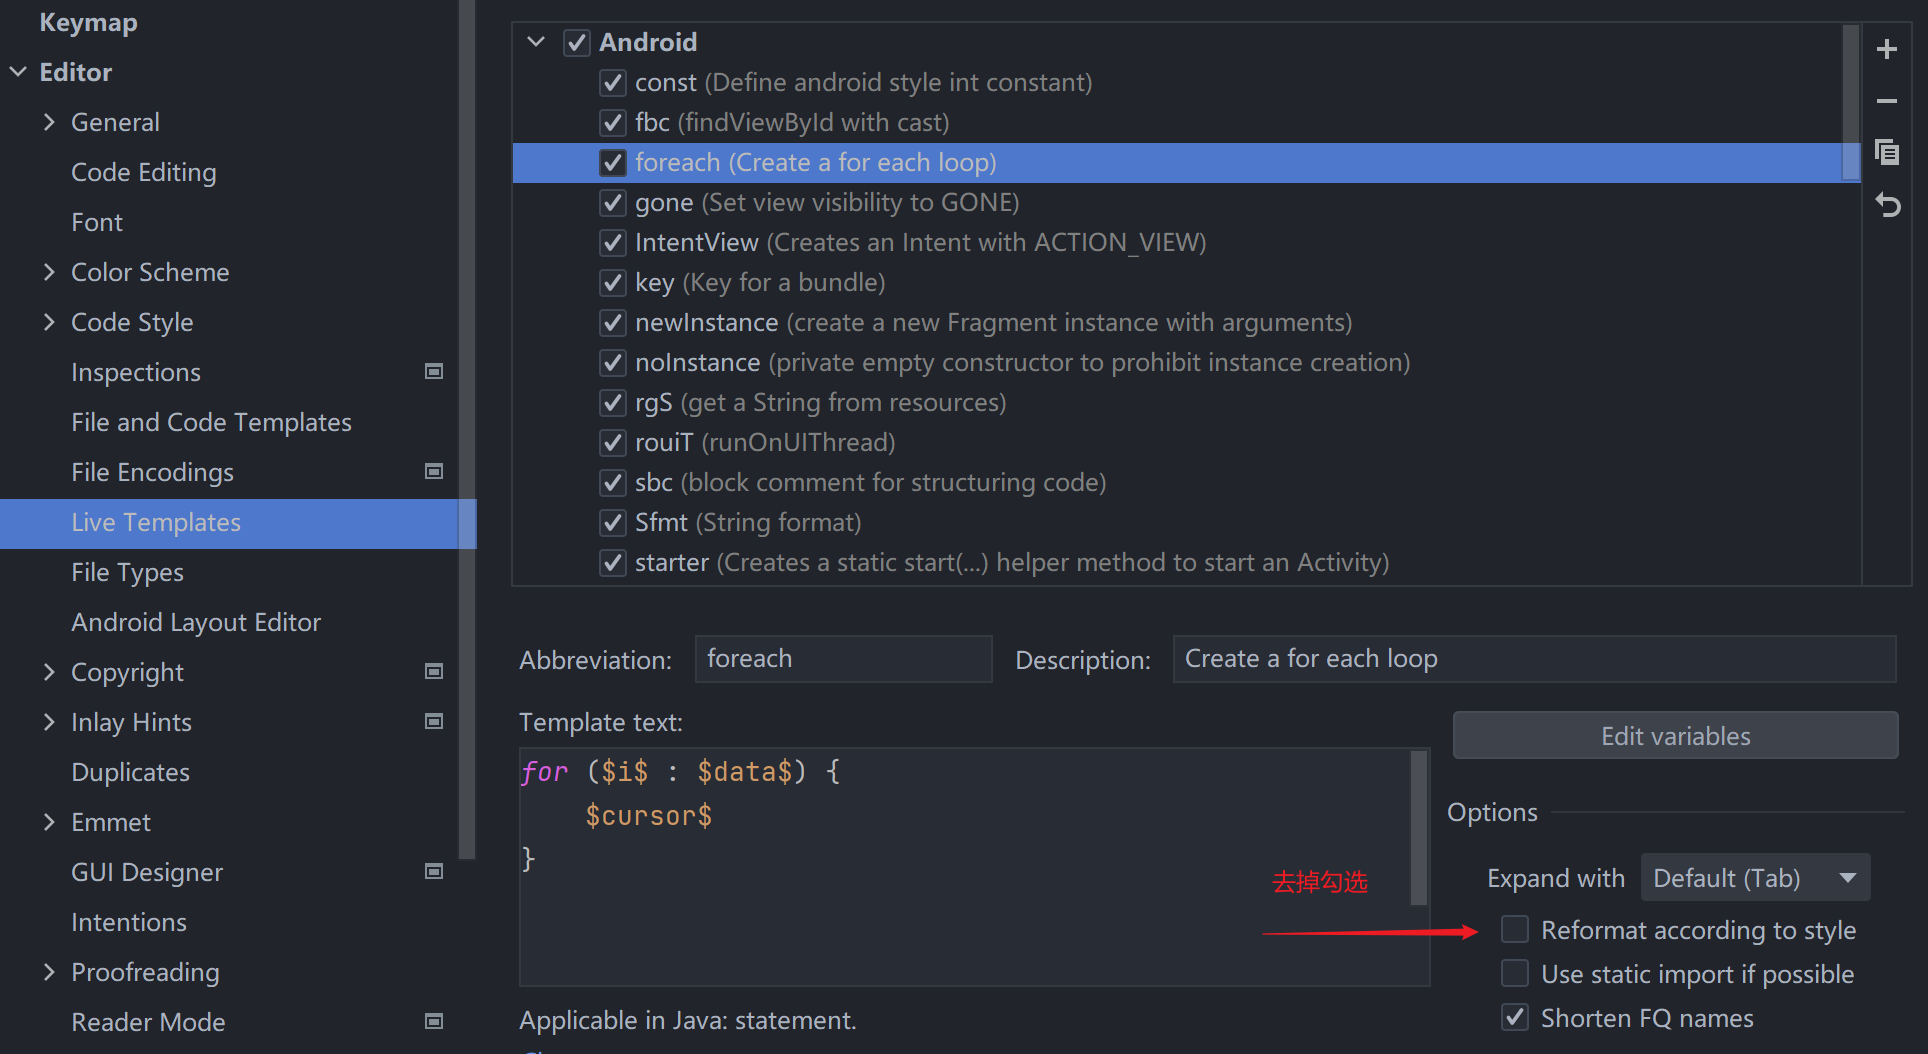 Keymap
Editor
General
Code Editing
Font
Color Scheme
Code Style
Inspections
File and Code Templates
File Encodings
Live Templates
File Types
Android Layout Editor
Copyright
Inlay Hints
Duplicates
Emmet
GUI Designer
Intentions
Proofreading
Reader Mode
Android
const (Define android style int constant)
fbc (findViewById with cast)
foreach (Create a for each loop)
gone (Set view visibility to GONE)
IntentView (Creates an Intent with ACTION_VIEW)
key (Key for a bundle)
newInstance (create a new Fragment instance with arguments)
noInstance (private empty constructor to prohibit instance creation)
rgS (get a String from resources)
rouiT (runOnUIThread)
sbc (block comment for structuring code)
Sfmt (String format)
starter (Creates a static start(...) helper method to start an Activity)
Abbreviation: foreach Description: Create a for each loop
Template text:
for ($i$ : $data$) {
    $cursor$
}
去掉勾选
Applicable in Java: statement.
Edit variables
Options
Expand with Default (Tab)
Reformat according to style
Use static import if possible
Shorten FQ names